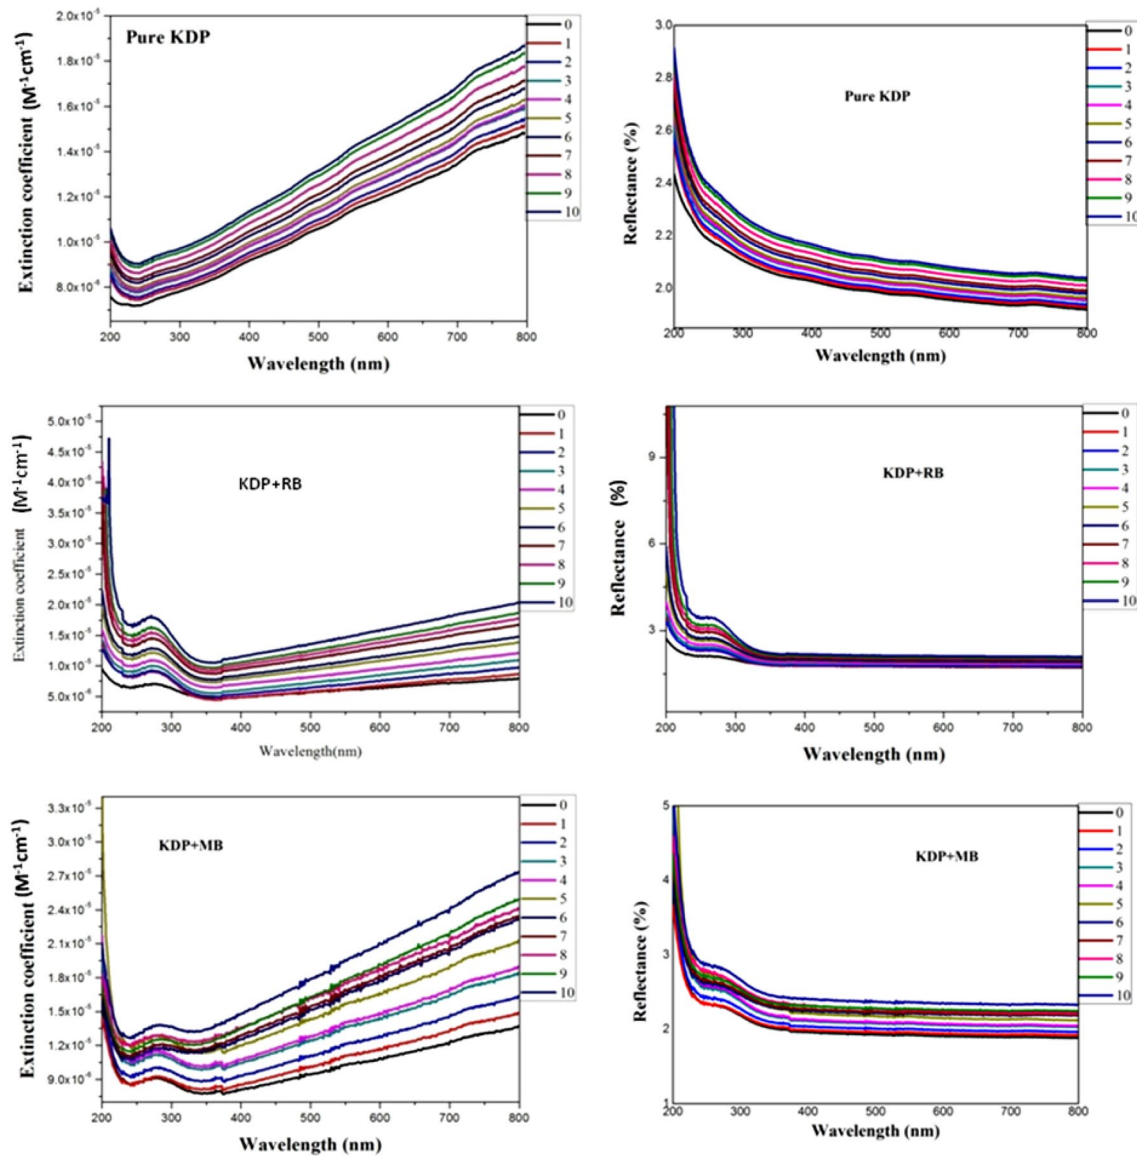 Pure KDP
Extinction coefficient (M⁻¹cm⁻¹)
2.0x10⁻⁵
1.8x10⁻⁵
1.6x10⁻⁵
1.4x10⁻⁵
1.2x10⁻⁵
1.0x10⁻⁵
8.0x10⁻⁶
200 300 400 500 600 700 800
Wavelength (nm)
0
1
2
3
4
5
6
7
8
9
10
Pure KDP
Reflectance (%)
3.0
2.8
2.6
2.4
2.2
2.0
200 300 400 500 600 700 800
Wavelength (nm)
0
1
2
3
4
5
6
7
8
9
10
KDP+RB
Extinction coefficient (M⁻¹cm⁻¹)
5.0x10⁻⁵
4.5x10⁻⁵
4.0x10⁻⁵
3.5x10⁻⁵
3.0x10⁻⁵
2.5x10⁻⁵
2.0x10⁻⁵
1.5x10⁻⁵
1.0x10⁻⁵
5.0x10⁻⁶
200 300 400 500 600 700 800
Wavelength(nm)
0
1
2
3
4
5
6
7
8
9
10
KDP+RB
Reflectance (%)
9
6
3
200 300 400 500 600 700 800
Wavelength (nm)
0
1
2
3
4
5
6
7
8
9
10
KDP+MB
Extinction coefficient (M⁻¹cm⁻¹)
3.3x10⁻⁵
3.0x10⁻⁵
2.7x10⁻⁵
2.4x10⁻⁵
2.1x10⁻⁵
1.8x10⁻⁵
1.5x10⁻⁵
1.2x10⁻⁵
9.0x10⁻⁶
200 300 400 500 600 700 800
Wavelength (nm)
0
1
2
3
4
5
6
7
8
9
10
KDP+MB
Reflectance (%)
5
4
3
2
1
200 300 400 500 600 700 800
Wavelength (nm)
0
1
2
3
4
5
6
7
8
9
10